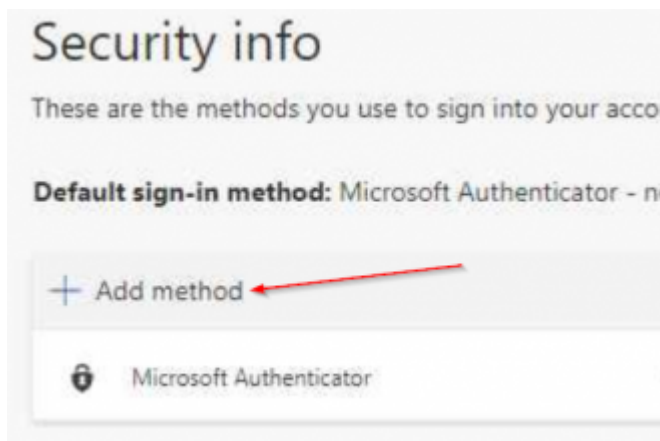 Security info
These are the methods you use to sign into your acco
Default sign-in method: Microsoft Authenticator - n
+ Add method
Microsoft Authenticator